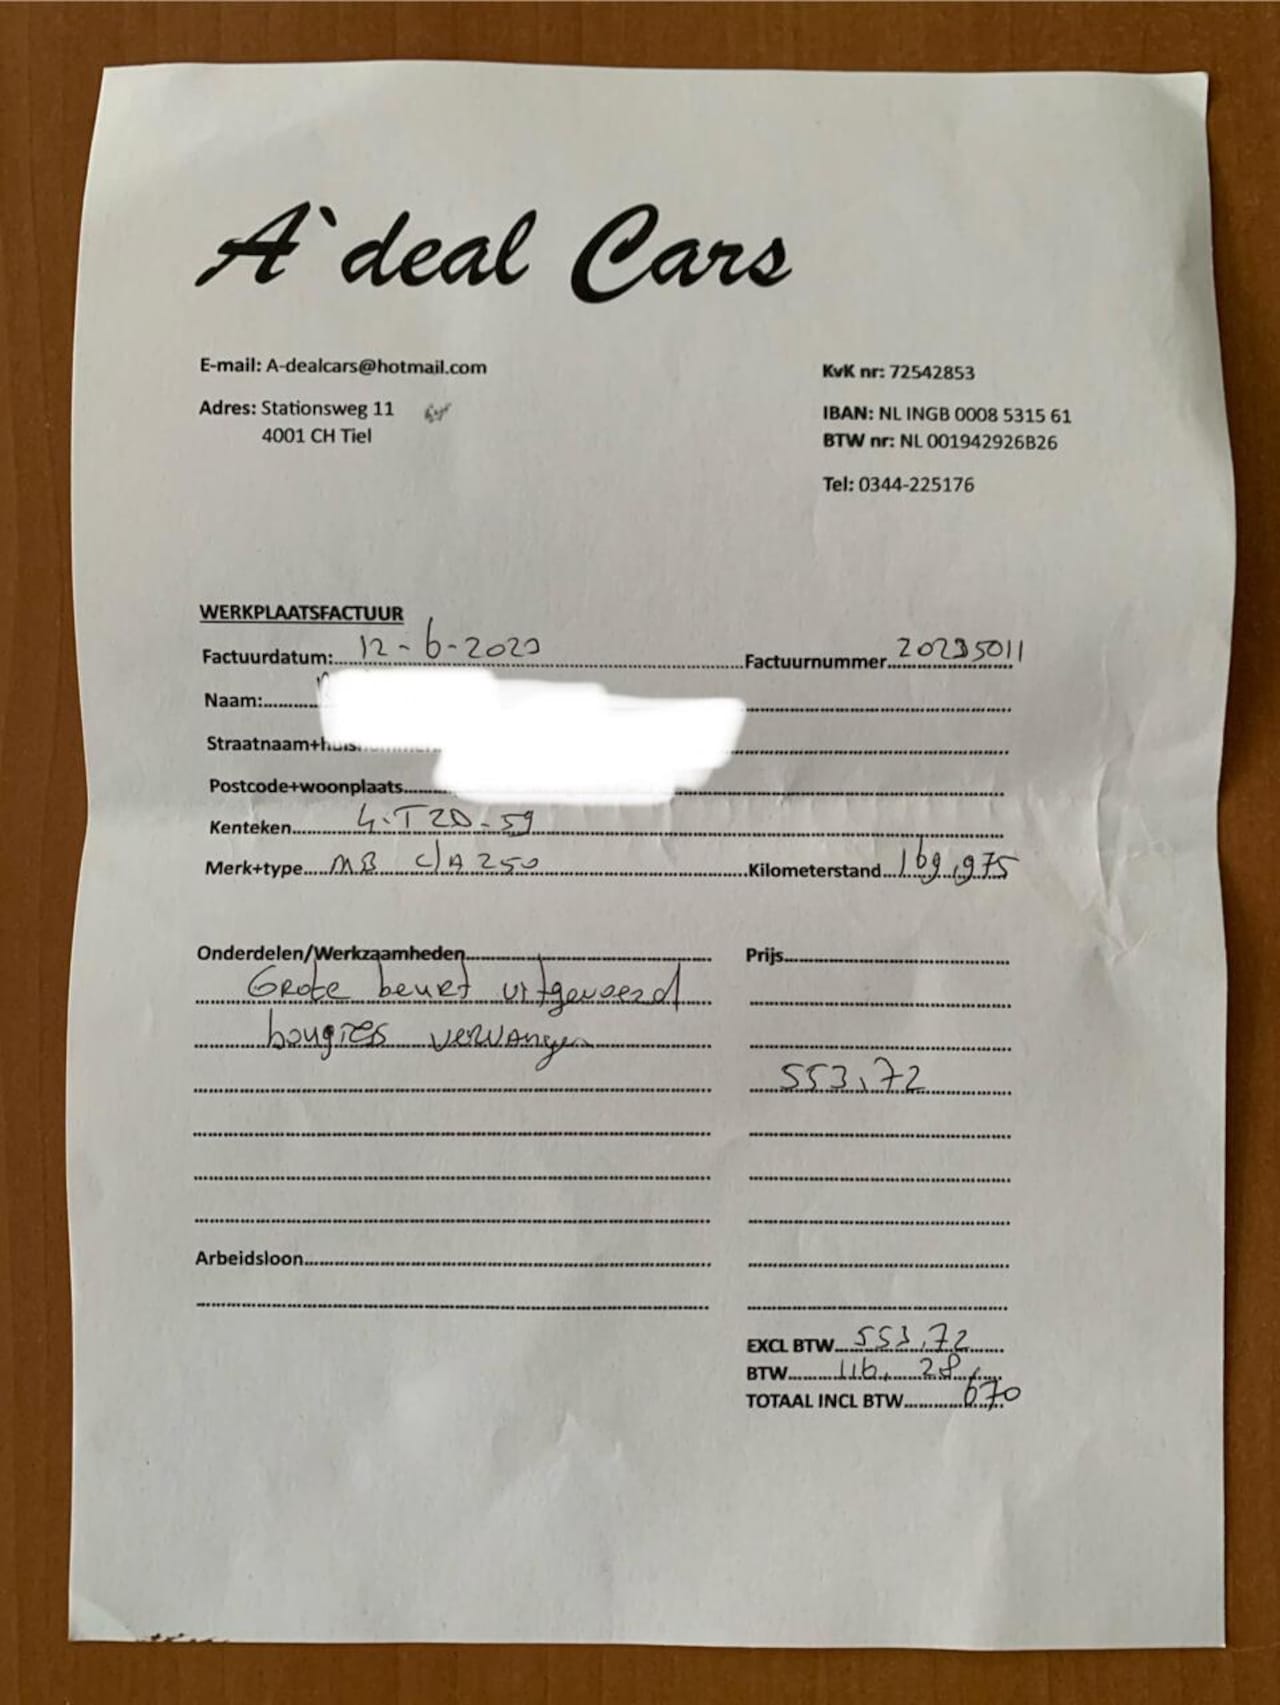 A`deal Cars
E-mail: A-dealcars@hotmail.com
KvK nr: 72542853
Adres: Stationsweg 11
4001 CH Tiel
IBAN: NL INGB 0008 5315 61
BTW nr: NL 001942926B26
Tel: 0344-225176
WERKPLAATSFACTUUR
Factuurdatum: 12-6-2023 Factuurnummer 20235011
Naam:
Straatnaam+huisnummer
Postcode+woonplaats
Kenteken G-TZD-59
Merk+type MB CLA 250 Kilometerstand 169,975
Onderdelen/Werkzaamheden Prijs
Grote beurt uitgevoerd
bougies vervangen
553,72
Arbeidsloon
EXCL BTW 553,72
BTW 116,28
TOTAAL INCL BTW 670